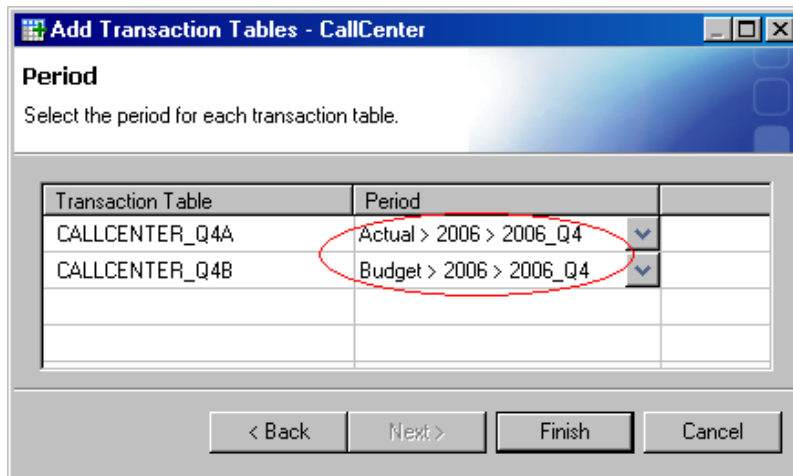 Add Transaction Tables - CallCenter
Period
Select the period for each transaction table.
Transaction Table Period
CALLCENTER_Q4A Actual > 2006 > 2006_Q4
CALLCENTER_Q4B Budget > 2006 > 2006_Q4
< Back Next > Finish Cancel